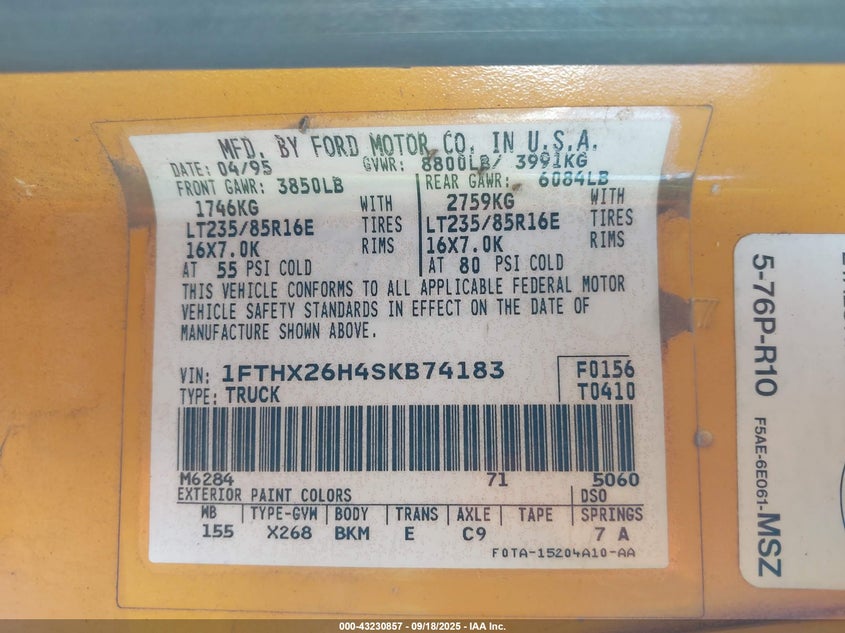 MFD. BY FORD MOTOR CO. IN U.S.A.
DATE: 04/95 GVWR: 8800LB/ 3991KG
FRONT GAWR: 3850LB REAR GAWR: 6084LB
1746KG WITH 2759KG WITH
LT235/85R16E TIRES LT235/85R16E TIRES
16X7.0K RIMS 16X7.0K RIMS
AT 55 PSI COLD AT 80 PSI COLD
THIS VEHICLE CONFORMS TO ALL APPLICABLE FEDERAL MOTOR
VEHICLE SAFETY STANDARDS IN EFFECT ON THE DATE OF
MANUFACTURE SHOWN ABOVE.
VIN: 1FTHX26H4SKB74183 F0156
TYPE: TRUCK T0410
M6284 71 5060
EXTERIOR PAINT COLORS DSO
WB TYPE-GVW BODY TRANS AXLE TAPE SPRINGS
155 X268 BKM E C9 7 A
F0TA-15204A10-AA
5-76P-R10
F5AE-6E061-MSZ
000-43230857 - 09/18/2025 - IAA Inc.